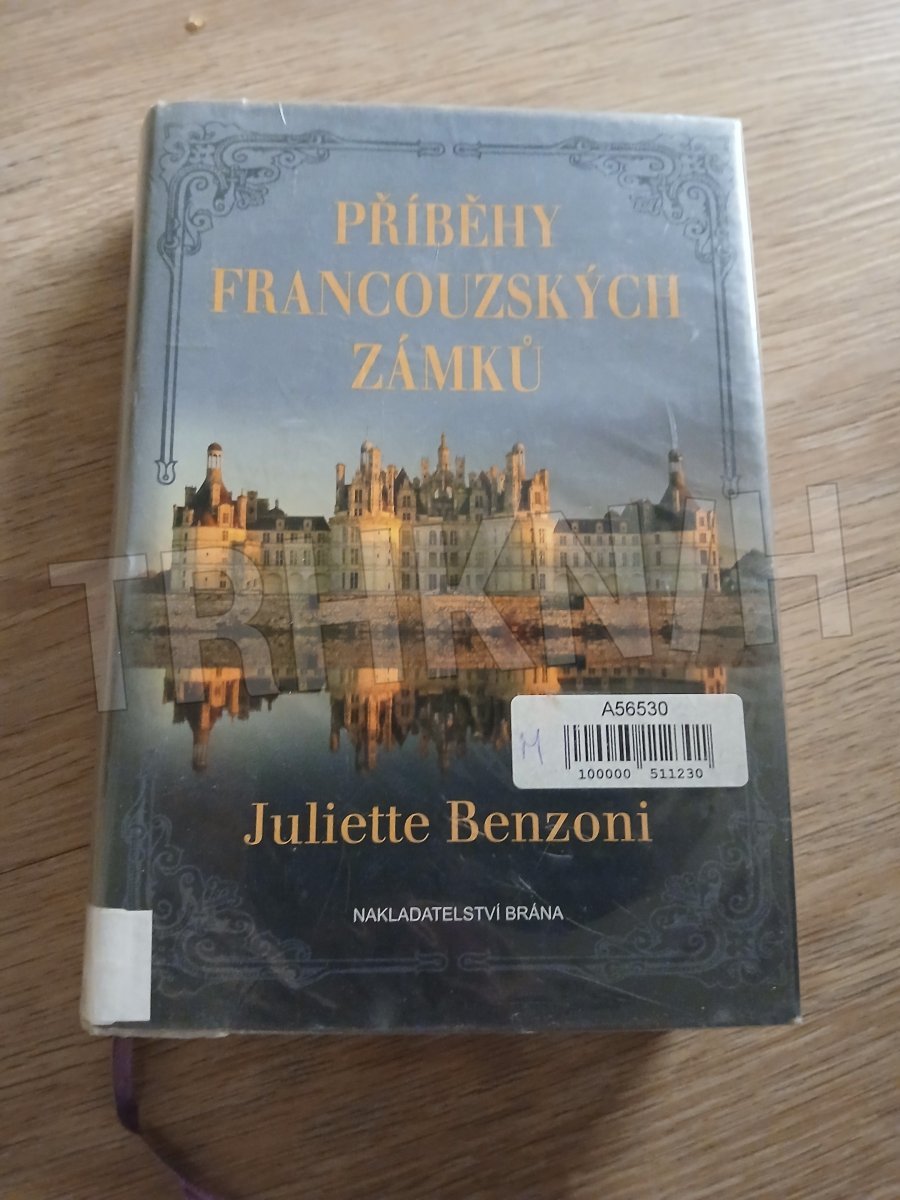 PŘÍBĚHY
FRANCOUZSKÝCH
ZÁMKŮ
TRHKNIH
A56530
M
100000 511230
Juliette Benzoni
NAKLADATELSTVÍ BRÁNA